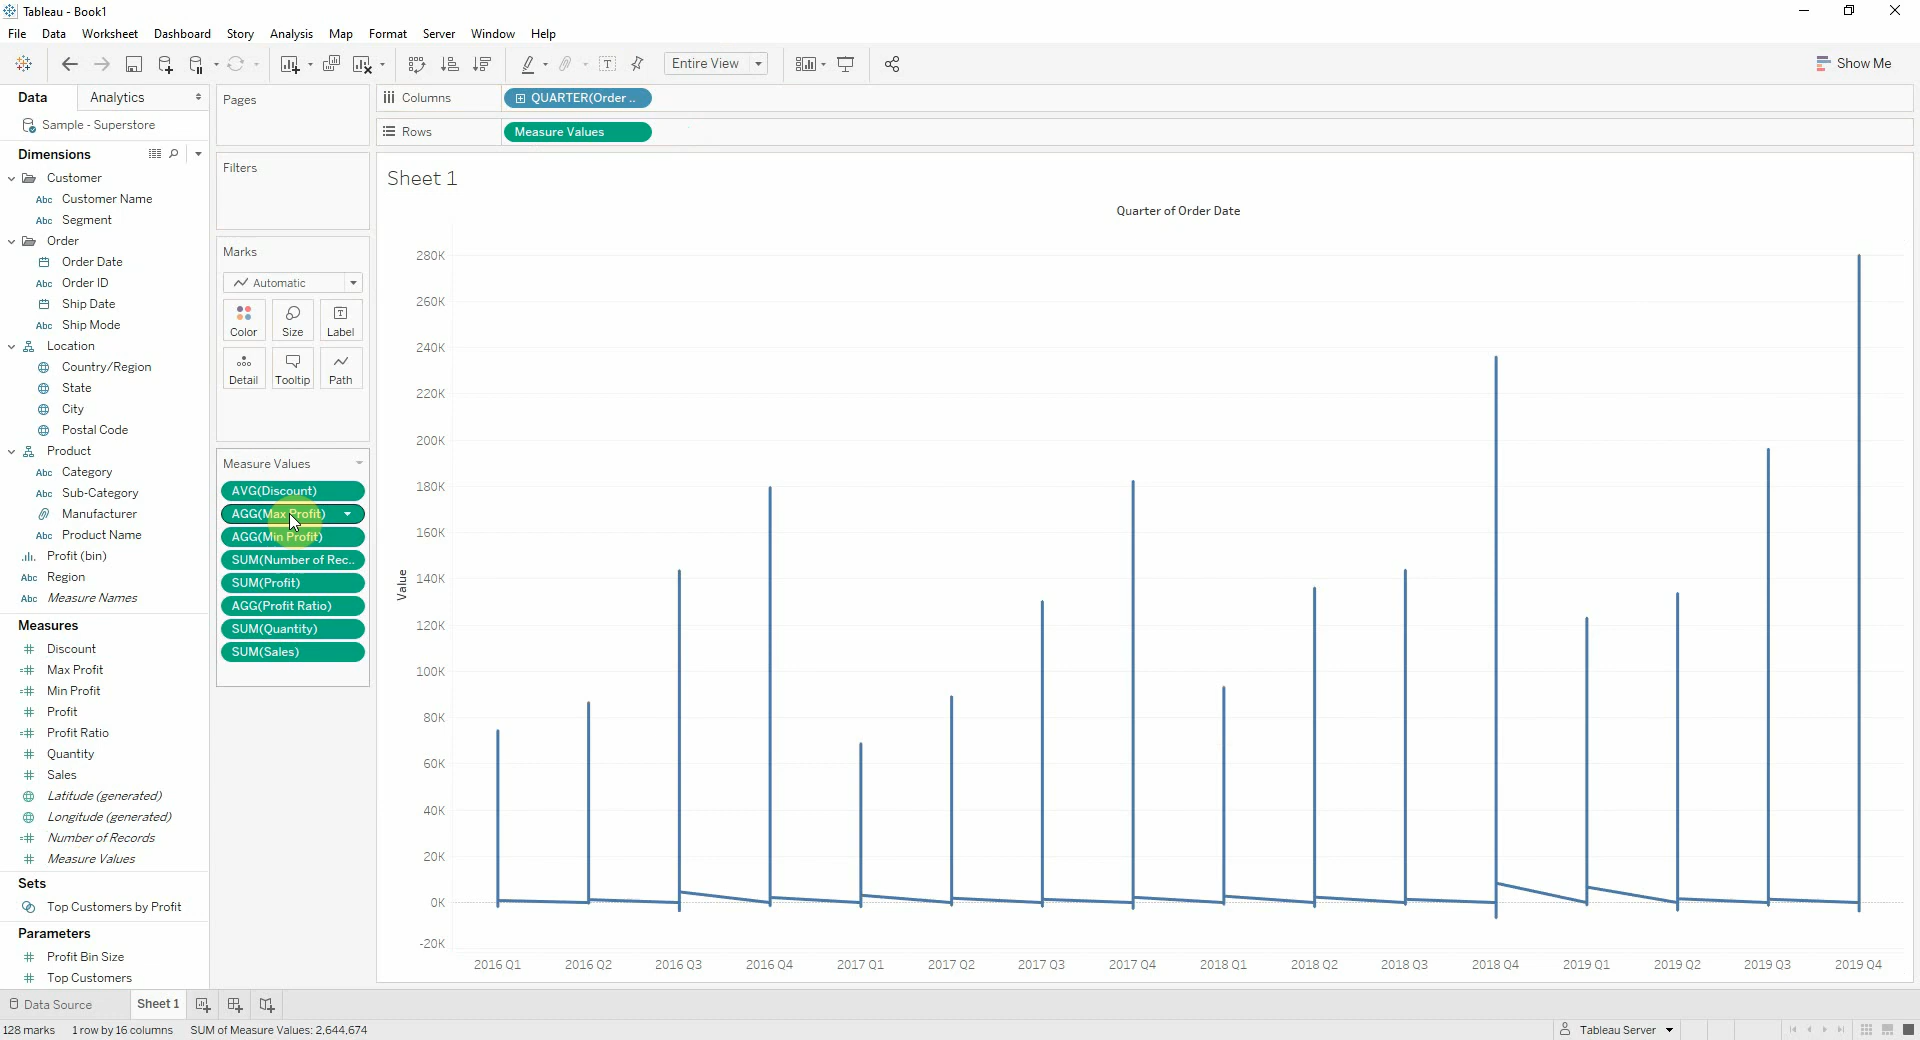 Tableau - Book1
File Data Worksheet Dashboard Story Analysis Map Format Server Window Help
Entire View
Show Me
Data Analytics
Sample - Superstore
Dimensions
Customer
Abc Customer Name
Abc Segment
Order
Order Date
Abc Order ID
Ship Date
Abc Ship Mode
Location
Country/Region
State
City
Postal Code
Product
Abc Category
Abc Sub-Category
Manufacturer
Abc Product Name
Profit (bin)
Abc Region
Abc Measure Names
Measures
# Discount
=# Max Profit
=# Min Profit
# Profit
=# Profit Ratio
# Quantity
# Sales
Latitude (generated)
Longitude (generated)
=# Number of Records
# Measure Values
Sets
Top Customers by Profit
Parameters
# Profit Bin Size
# Top Customers
Pages
Filters
Marks
Automatic
Color Size Label
Detail Tooltip Path
Measure Values
AVG(Discount)
AGG(Max Profit)
AGG(Min Profit)
SUM(Number of Rec..
SUM(Profit)
AGG(Profit Ratio)
SUM(Quantity)
SUM(Sales)
Columns QUARTER(Order ..
Rows Measure Values
Sheet 1
Quarter of Order Date
280K
260K
240K
220K
200K
180K
160K
140K
120K
100K
80K
60K
40K
20K
0K
-20K
Value
2016 Q1 2016 Q2 2016 Q3 2016 Q4 2017 Q1 2017 Q2 2017 Q3 2017 Q4 2018 Q1 2018 Q2 2018 Q3 2018 Q4 2019 Q1 2019 Q2 2019 Q3 2019 Q4
Data Source Sheet 1
128 marks 1 row by 16 columns SUM of Measure Values: 2,644,674
Tableau Server